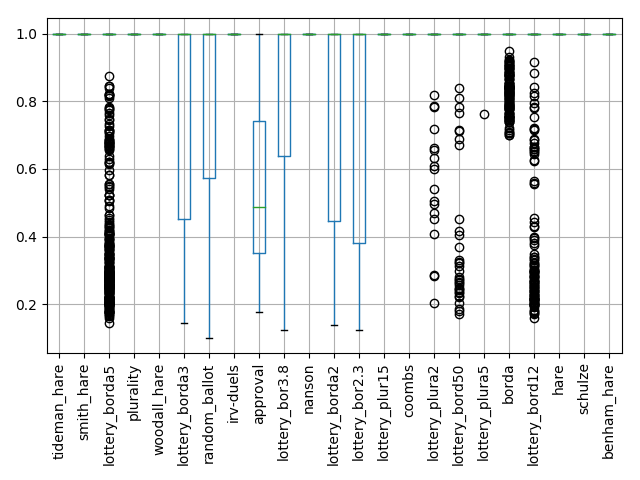 1.0
0.8
0.6
0.4
0.2
tideman_hare
smith_hare
lottery_borda5
plurality
woodall_hare
lottery_borda3
random_ballot
irv-duels
approval
lottery_bor3.8
nanson
lottery_borda2
lottery_bor2.3
lottery_plur15
coombs
lottery_plura2
lottery_bord50
lottery_plura5
borda
lottery_bord12
hare
schulze
benham_hare